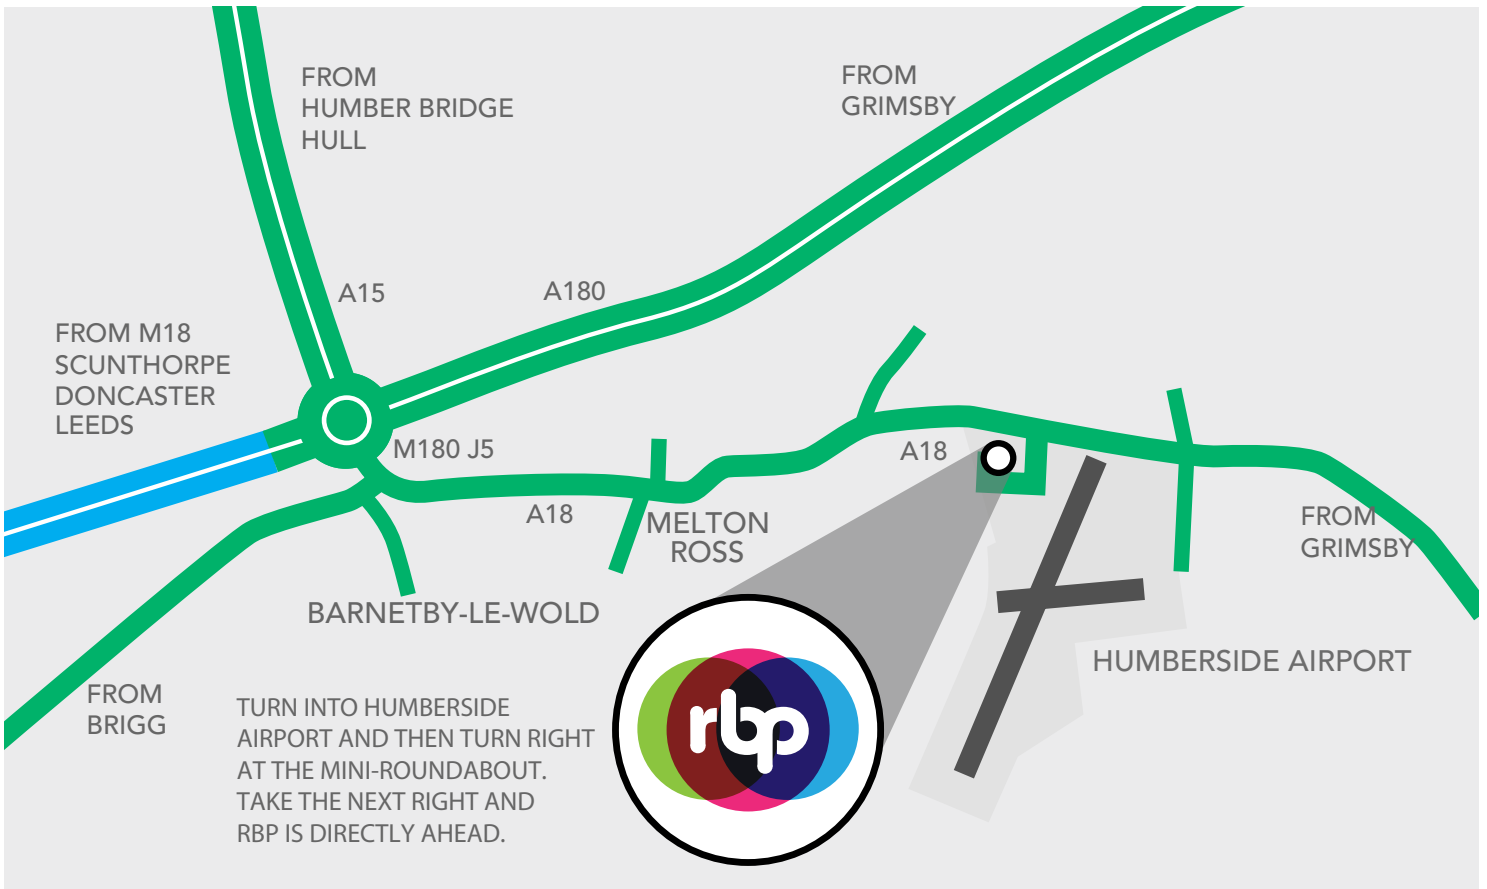 FROM
HUMBER BRIDGE
HULL
FROM
GRIMSBY
A15
A180
FROM M18
SCUNTHORPE
DONCASTER
LEEDS
M180 J5
A18
A18
MELTON
ROSS
FROM
GRIMSBY
BARNETBY-LE-WOLD
HUMBERSIDE AIRPORT
FROM
BRIGG
TURN INTO HUMBERSIDE
AIRPORT AND THEN TURN RIGHT
AT THE MINI-ROUNDABOUT.
TAKE THE NEXT RIGHT AND
RBP IS DIRECTLY AHEAD.
rbp